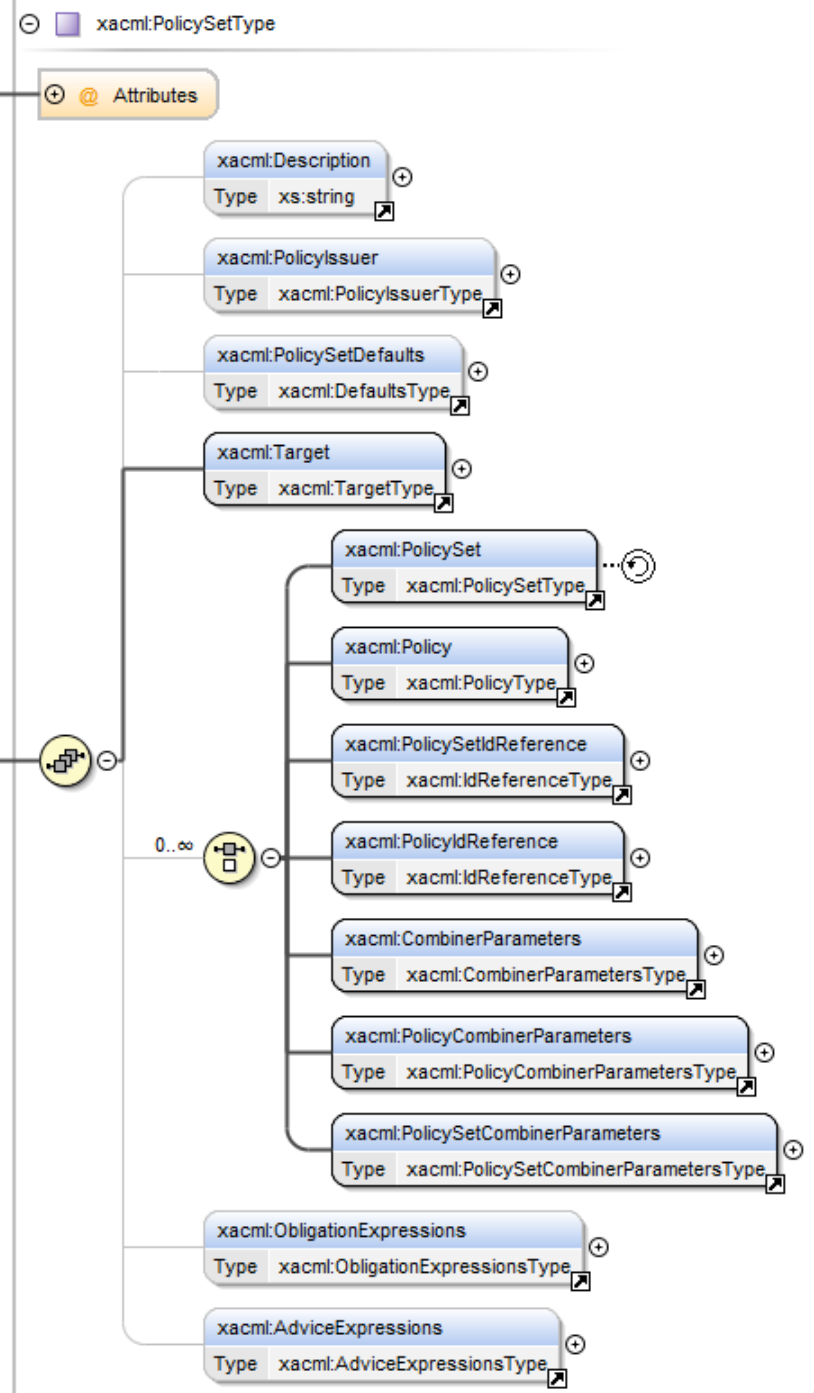 xacml:PolicySetType
@ Attributes
xacml:Description
Type xs:string
xacml:PolicyIssuer
Type xacml:PolicyIssuerType
xacml:PolicySetDefaults
Type xacml:DefaultsType
xacml:Target
Type xacml:TargetType
xacml:PolicySet
Type xacml:PolicySetType
xacml:Policy
Type xacml:PolicyType
xacml:PolicySetIdReference
Type xacml:IdReferenceType
0..∞
xacml:PolicyIdReference
Type xacml:IdReferenceType
xacml:CombinerParameters
Type xacml:CombinerParametersType
xacml:PolicyCombinerParameters
Type xacml:PolicyCombinerParametersType
xacml:PolicySetCombinerParameters
Type xacml:PolicySetCombinerParametersType
xacml:ObligationExpressions
Type xacml:ObligationExpressionsType
xacml:AdviceExpressions
Type xacml:AdviceExpressionsType